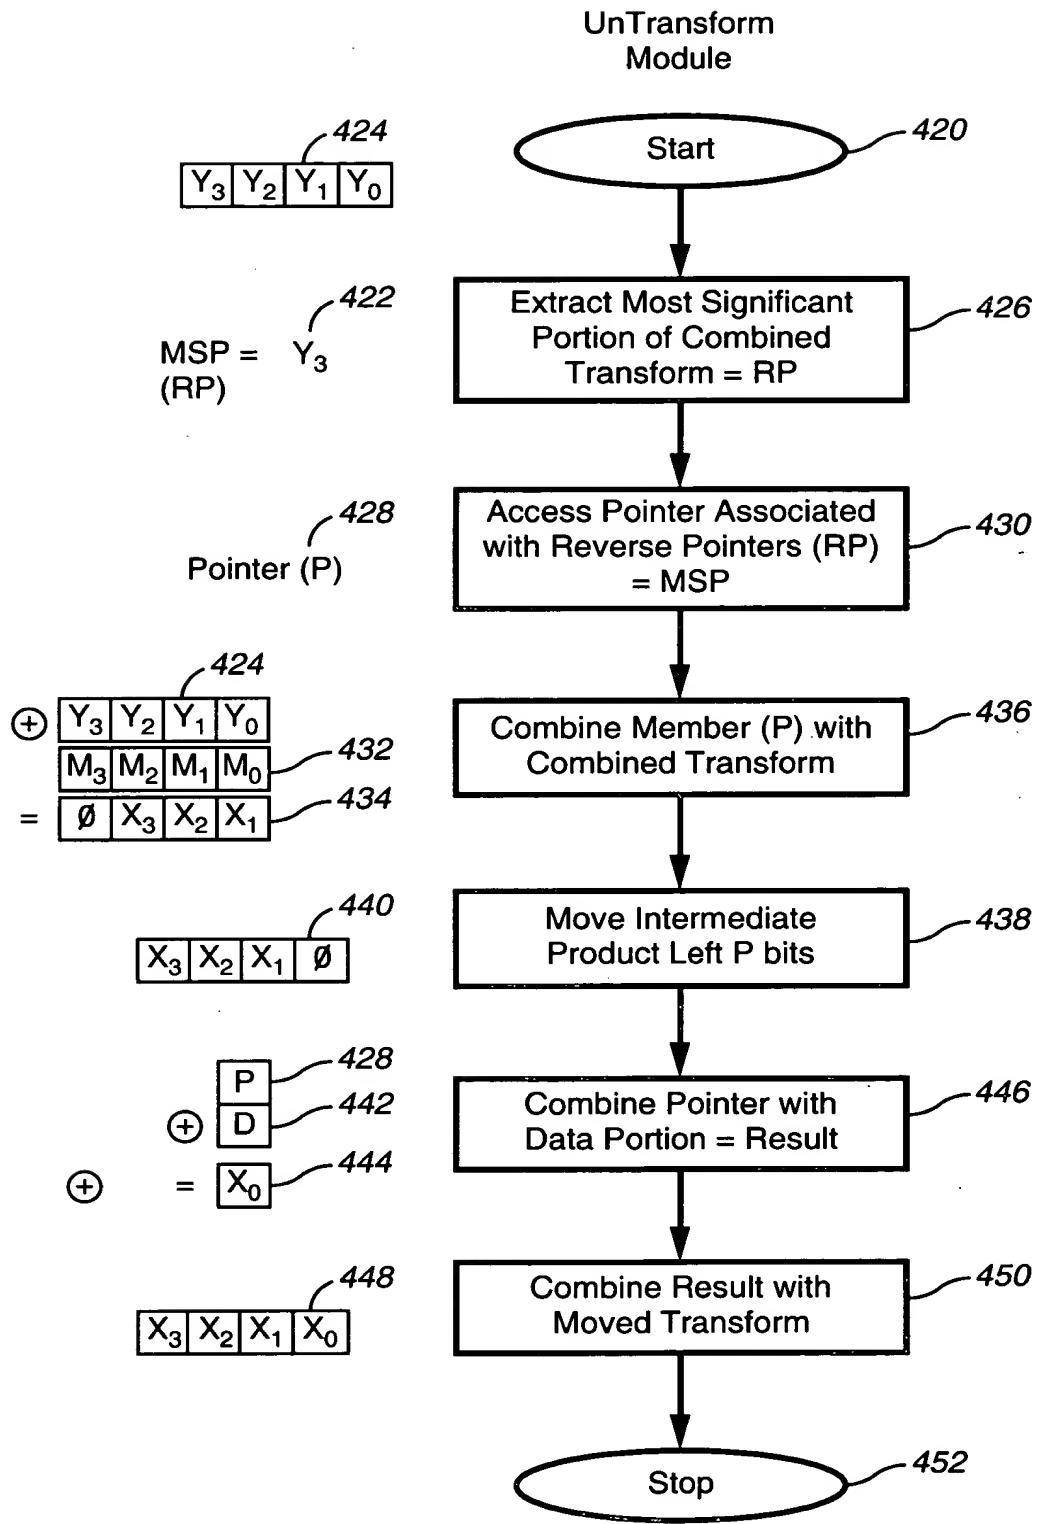 UnTransform
Module
424
Y3 Y2 Y1 Y0
Start
420
422
MSP = Y3
(RP)
Extract Most Significant
Portion of Combined
Transform = RP
426
428
Pointer (P)
Access Pointer Associated
with Reverse Pointers (RP)
= MSP
430
424
⊕ Y3 Y2 Y1 Y0
M3 M2 M1 M0 432
= Ø X3 X2 X1 434
Combine Member (P) with
Combined Transform
436
440
X3 X2 X1 Ø
Move Intermediate
Product Left P bits
438
P 428
⊕ D 442
⊕ = X0 444
Combine Pointer with
Data Portion = Result
446
448
X3 X2 X1 X0
Combine Result with
Moved Transform
450
Stop
452